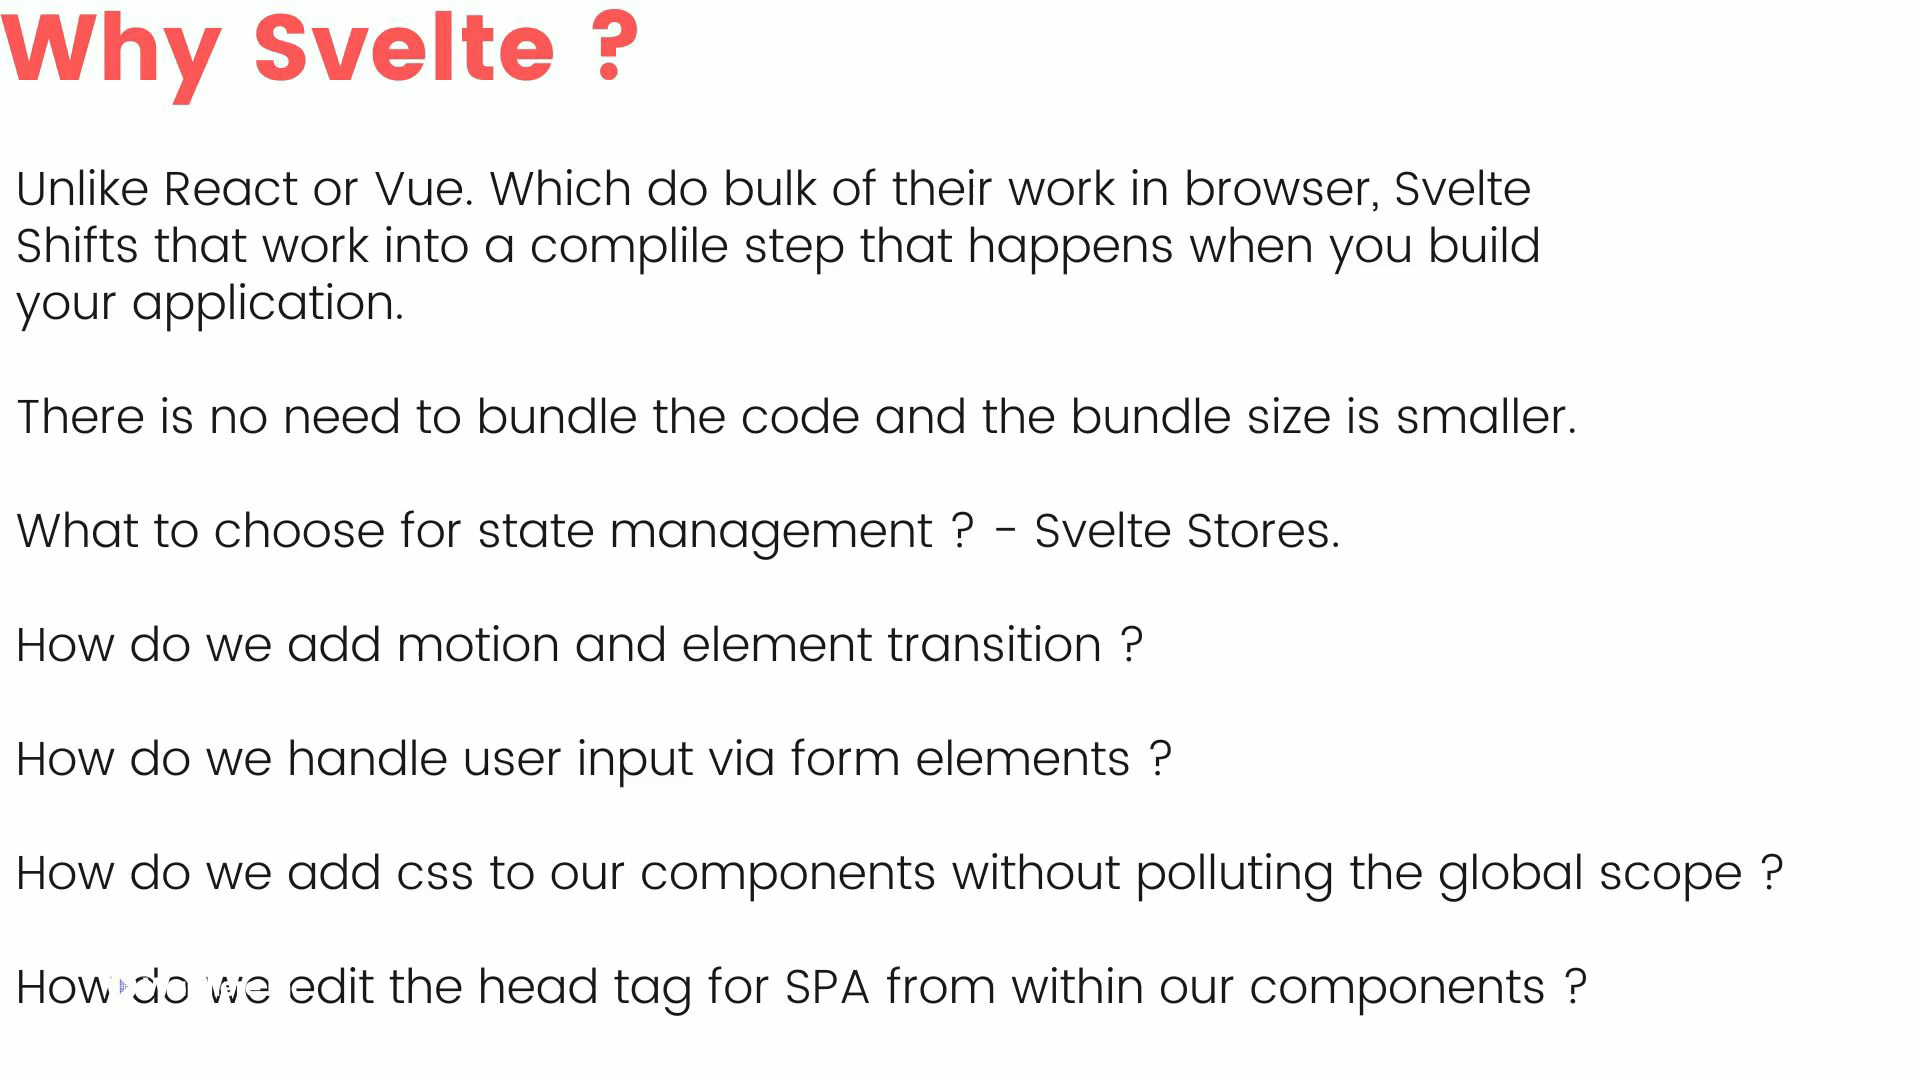 Why Svelte ?
Unlike React or Vue. Which do bulk of their work in browser, Svelte
Shifts that work into a complile step that happens when you build
your application.
There is no need to bundle the code and the bundle size is smaller.
What to choose for state management ? - Svelte Stores.
How do we add motion and element transition ?
How do we handle user input via form elements ?
How do we add css to our components without polluting the global scope ?
How do we edit the head tag for SPA from within our components ?